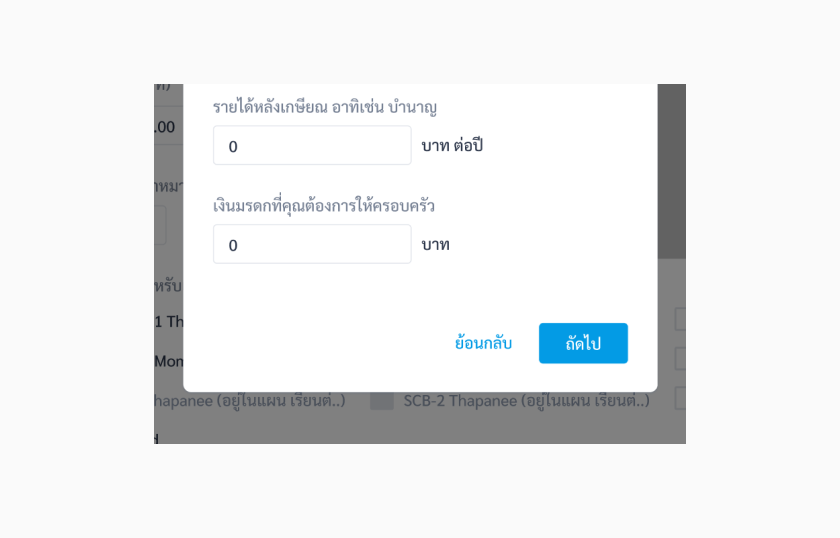 รายได้หลังเกษียณ อาทิเช่น บำนาญ
.00
0 บาท ต่อปี
เงินมรดกที่คุณต้องการให้ครอบครัว
0 บาท
หรับ
1 Th
ย้อนกลับ ถัดไป
Mon
hapanee (อยู่ในแผน เรียนต่..) SCB-2 Thapanee (อยู่ในแผน เรียนต่..)